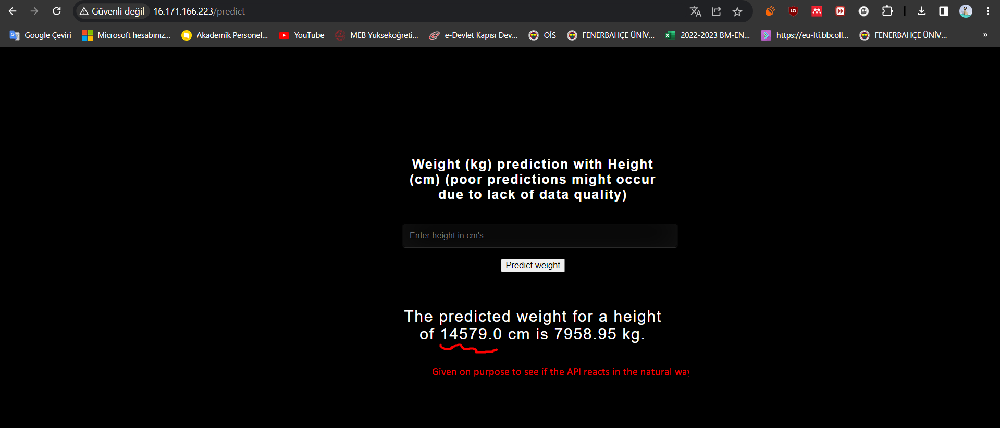 Güvenli değil 16.171.166.223/predict
Google Çeviri Microsoft hesabınız... Akademik Personel... YouTube MEB Yükseköğreti... e-Devlet Kapısı Dev... OİS FENERBAHÇE ÜNİV... 2022-2023 BM-EN... https://eu-lti.bbcoll... FENERBAHÇE ÜNİV... »
Weight (kg) prediction with Height
(cm) (poor predictions might occur
due to lack of data quality)
Enter height in cm's
Predict weight
The predicted weight for a height
of 14579.0 cm is 7958.95 kg.
Given on purpose to see if the API reacts in the natural way